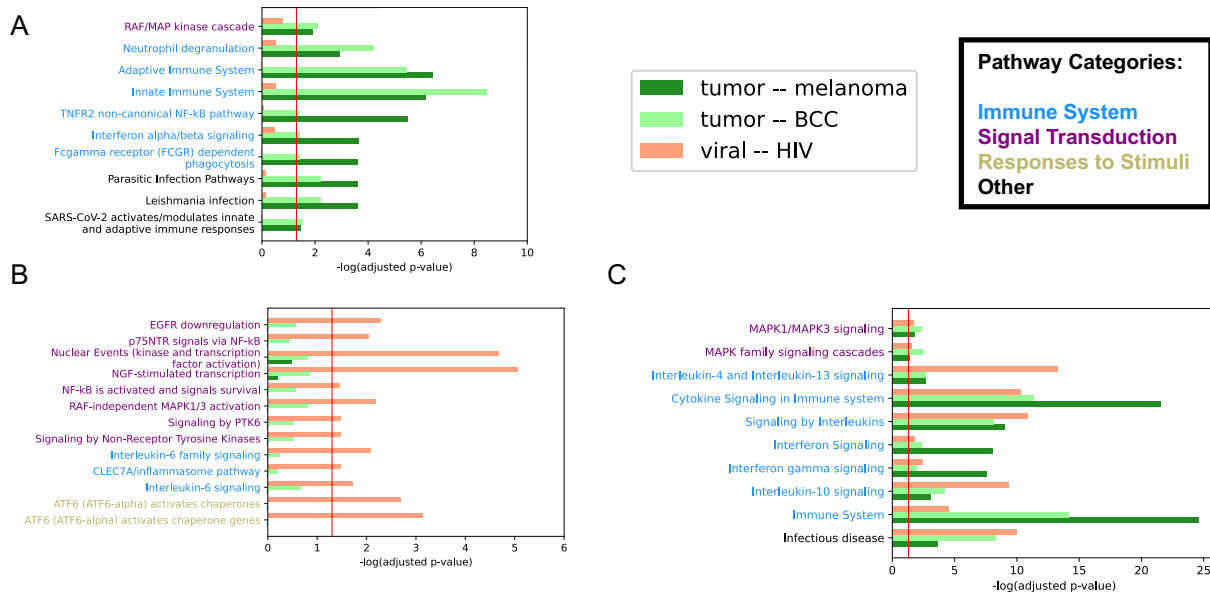 A
RAF/MAP kinase cascade
Neutrophil degranulation
Adaptive Immune System
Innate Immune System
TNFR2 non-canonical NF-kB pathway
Interferon alpha/beta signaling
Fcgamma receptor (FCGR) dependent
phagocytosis
Parasitic Infection Pathways
Leishmania infection
SARS-CoV-2 activates/modulates innate
and adaptive immune responses
0 2 4 6 8 10
-log(adjusted p-value)
tumor -- melanoma
tumor -- BCC
viral -- HIV
Pathway Categories:
Immune System
Signal Transduction
Responses to Stimuli
Other
B
EGFR downregulation
p75NTR signals via NF-kB
Nuclear Events (kinase and transcription
factor activation)
NGF-stimulated transcription
NF-kB is activated and signals survival
RAF-independent MAPK1/3 activation
Signaling by PTK6
Signaling by Non-Receptor Tyrosine Kinases
Interleukin-6 family signaling
CLEC7A/inflammasome pathway
Interleukin-6 signaling
ATF6 (ATF6-alpha) activates chaperones
ATF6 (ATF6-alpha) activates chaperone genes
0 1 2 3 4 5 6
-log(adjusted p-value)
C
MAPK1/MAPK3 signaling
MAPK family signaling cascades
Interleukin-4 and Interleukin-13 signaling
Cytokine Signaling in Immune system
Signaling by Interleukins
Interferon Signaling
Interferon gamma signaling
Interleukin-10 signaling
Immune System
Infectious disease
0 5 10 15 20 25
-log(adjusted p-value)